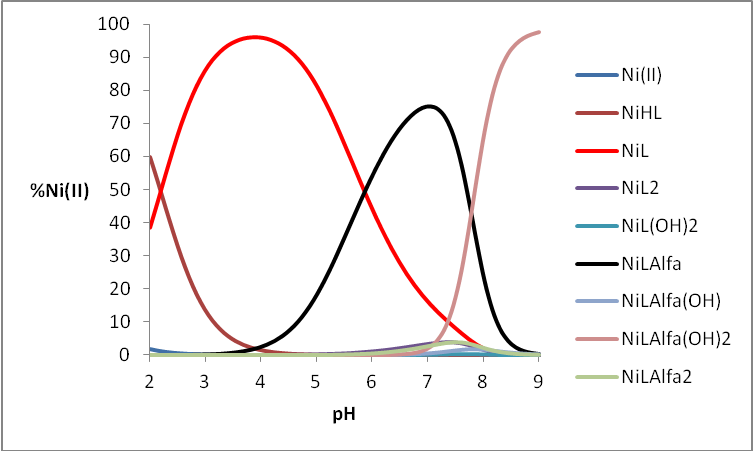 100
90
80
70
60
50
40
30
20
10
0
%Ni(II)
2 3 4 5 6 7 8 9
pH
Ni(II)
NiHL
NiL
NiL2
NiL(OH)2
NiLAlfa
NiLAlfa(OH)
NiLAlfa(OH)2
NiLAlfa2